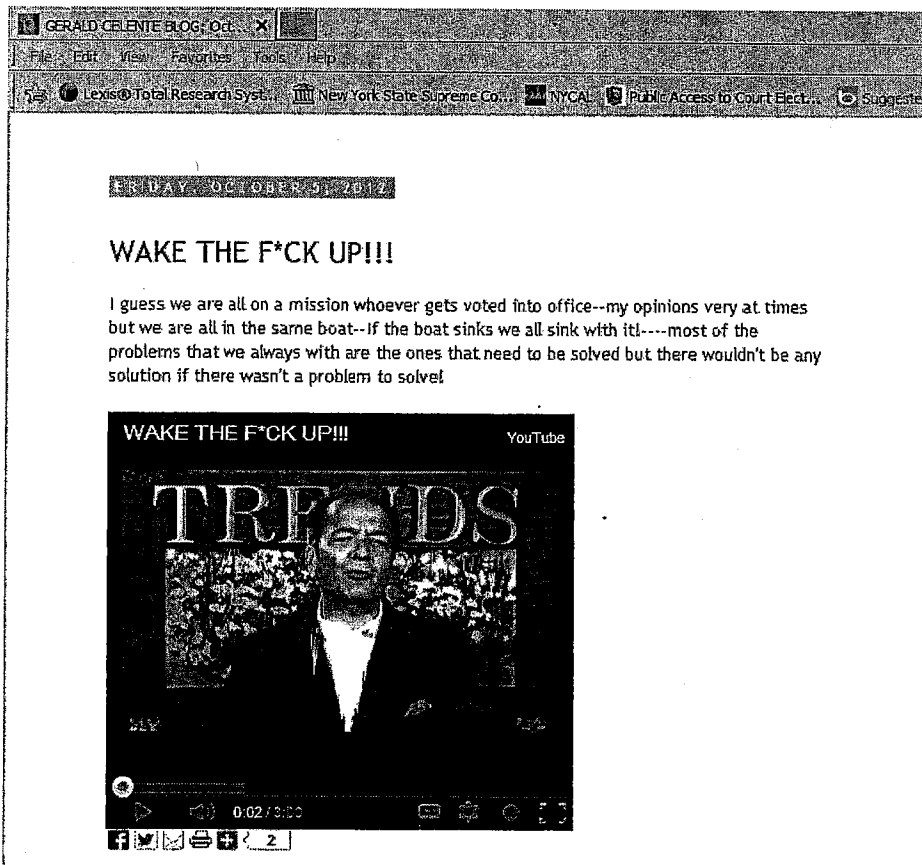 GERALD CELENTE BLOG: Oct... X
File Edit View Favorites Tools Help
Lexis® Total Research Syst... New York State Supreme Co... NYCAL Public Access to Court Elect... Suggeste
FRIDAY, OCTOBER 5, 2012
WAKE THE F*CK UP!!!
I guess we are all on a mission whoever gets voted into office--my opinions very at times
but we are all in the same boat--if the boat sinks we all sink with it!----most of the
problems that we always with are the ones that need to be solved but there wouldn't be any
solution if there wasn't a problem to solve!
WAKE THE F*CK UP!!! YouTube
TRENDS
0:02 /
2